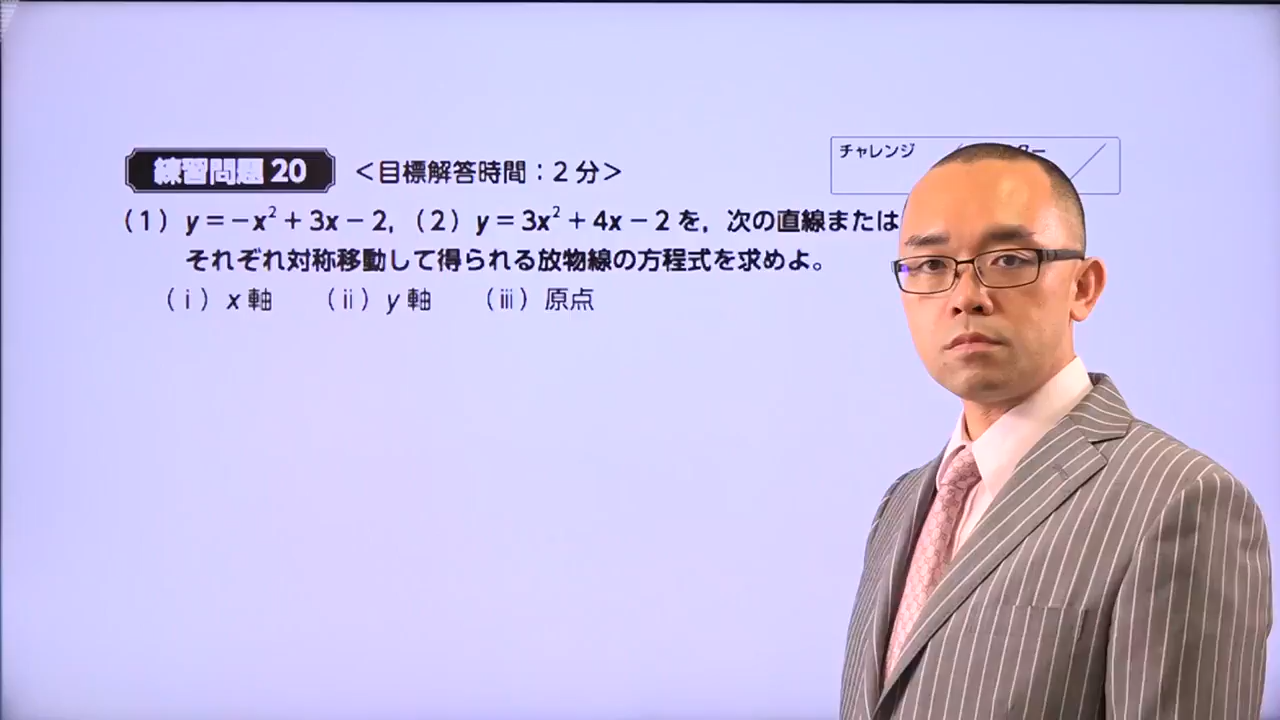 練習問題 20 <目標解答時間:2分>
チャレンジ
(1) y=-x²+3x-2, (2) y=3x²+4x-2を,次の直線または
それぞれ対称移動して得られる放物線の方程式を求めよ。
(ⅰ) x軸 (ⅱ) y軸 (ⅲ) 原点